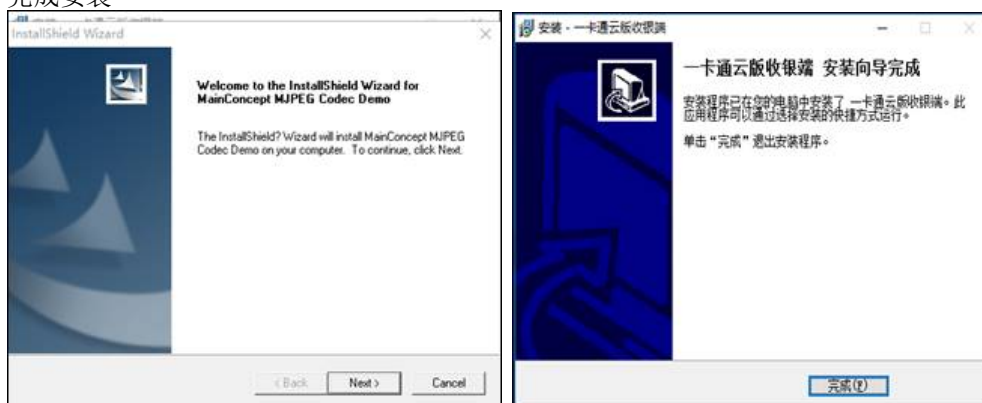 完成安装
InstallShield Wizard
Welcome to the InstallShield Wizard for
MainConcept MJPEG Codec Demo
The InstallShield? Wizard will install MainConcept MJPEG
Codec Demo on your computer. To continue, click Next.
< Back
Next >
Cancel
安装 - 一卡通云版收银端
一卡通云版收银端 安装向导完成
安装程序已在您的电脑中安装了 一卡通云版收银端。此
应用程序可以通过选择安装的快捷方式运行。
单击“完成”退出安装程序。
完成(F)